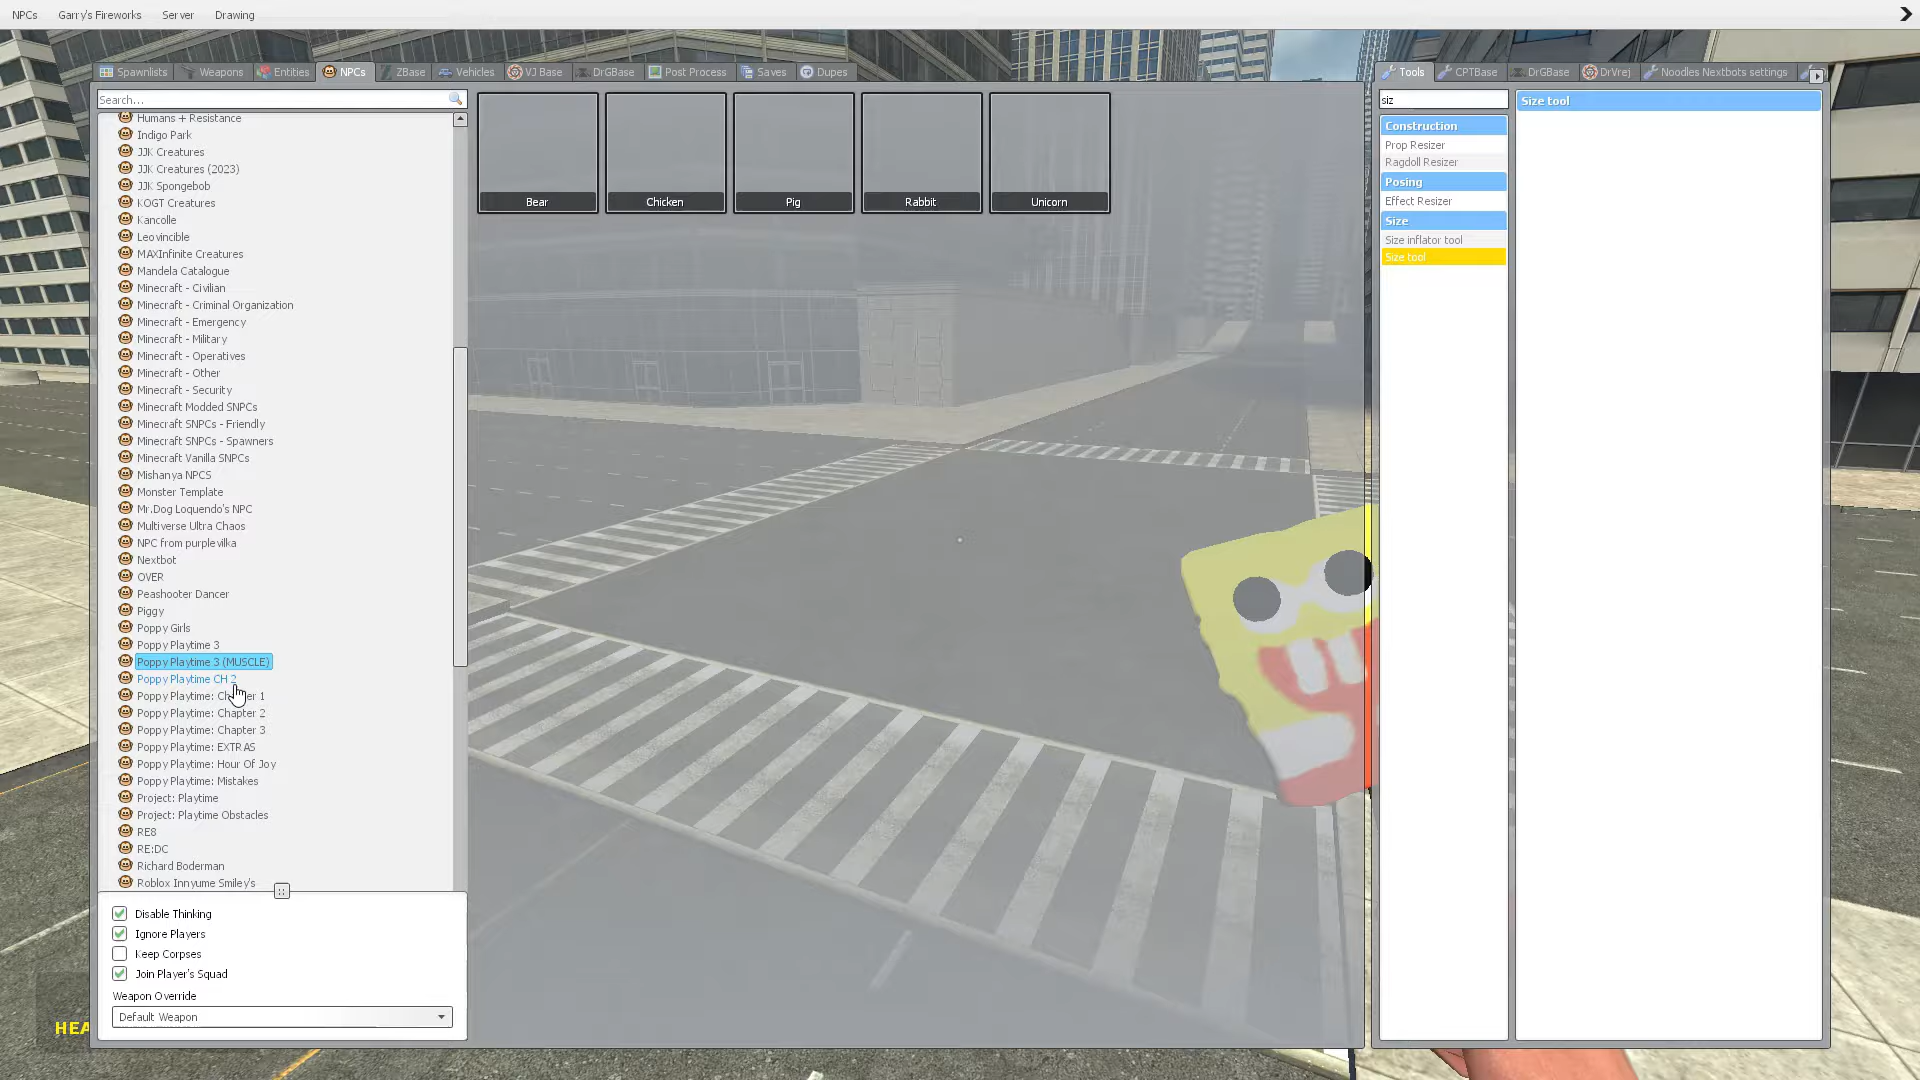 NPCs Garry's Fireworks Server Drawing
Spawnlists Weapons Entities NPCs ZBase Vehicles VJ Base DrGBase Post Process Saves Dupes
Tools CPTBase DrGBase DrVrej Noodles Nextbots settings
Search...
Humans + Resistance
Indigo Park
JJK Creatures
JJK Creatures (2023)
JJK Spongebob
KOGT Creatures
Kancolle
Leovincible
MAXInfinite Creatures
Mandela Catalogue
Minecraft - Civilian
Minecraft - Criminal Organization
Minecraft - Emergency
Minecraft - Military
Minecraft - Operatives
Minecraft - Other
Minecraft - Security
Minecraft Modded SNPCs
Minecraft SNPCs - Friendly
Minecraft SNPCs - Spawners
Minecraft Vanilla SNPCs
Mishanya NPCS
Monster Template
Mr.Dog Loquendo's NPC
Multiverse Ultra Chaos
NPC from purplevilka
Nextbot
OVER
Peashooter Dancer
Piggy
Poppy Girls
Poppy Playtime 3
Poppy Playtime 3 (MUSCLE)
Poppy Playtime CH 2
Poppy Playtime: Chapter 1
Poppy Playtime: Chapter 2
Poppy Playtime: Chapter 3
Poppy Playtime: EXTRAS
Poppy Playtime: Hour Of Joy
Poppy Playtime: Mistakes
Project: Playtime
Project: Playtime Obstacles
RE8
RE:DC
Richard Boderman
Roblox Innyume Smiley's
Disable Thinking
Ignore Players
Keep Corpses
Join Player's Squad
Weapon Override
Default Weapon
HEA
Bear Chicken Pig Rabbit Unicorn
siz
Construction
Prop Resizer
Ragdoll Resizer
Posing
Effect Resizer
Size
Size inflator tool
Size tool
Size tool